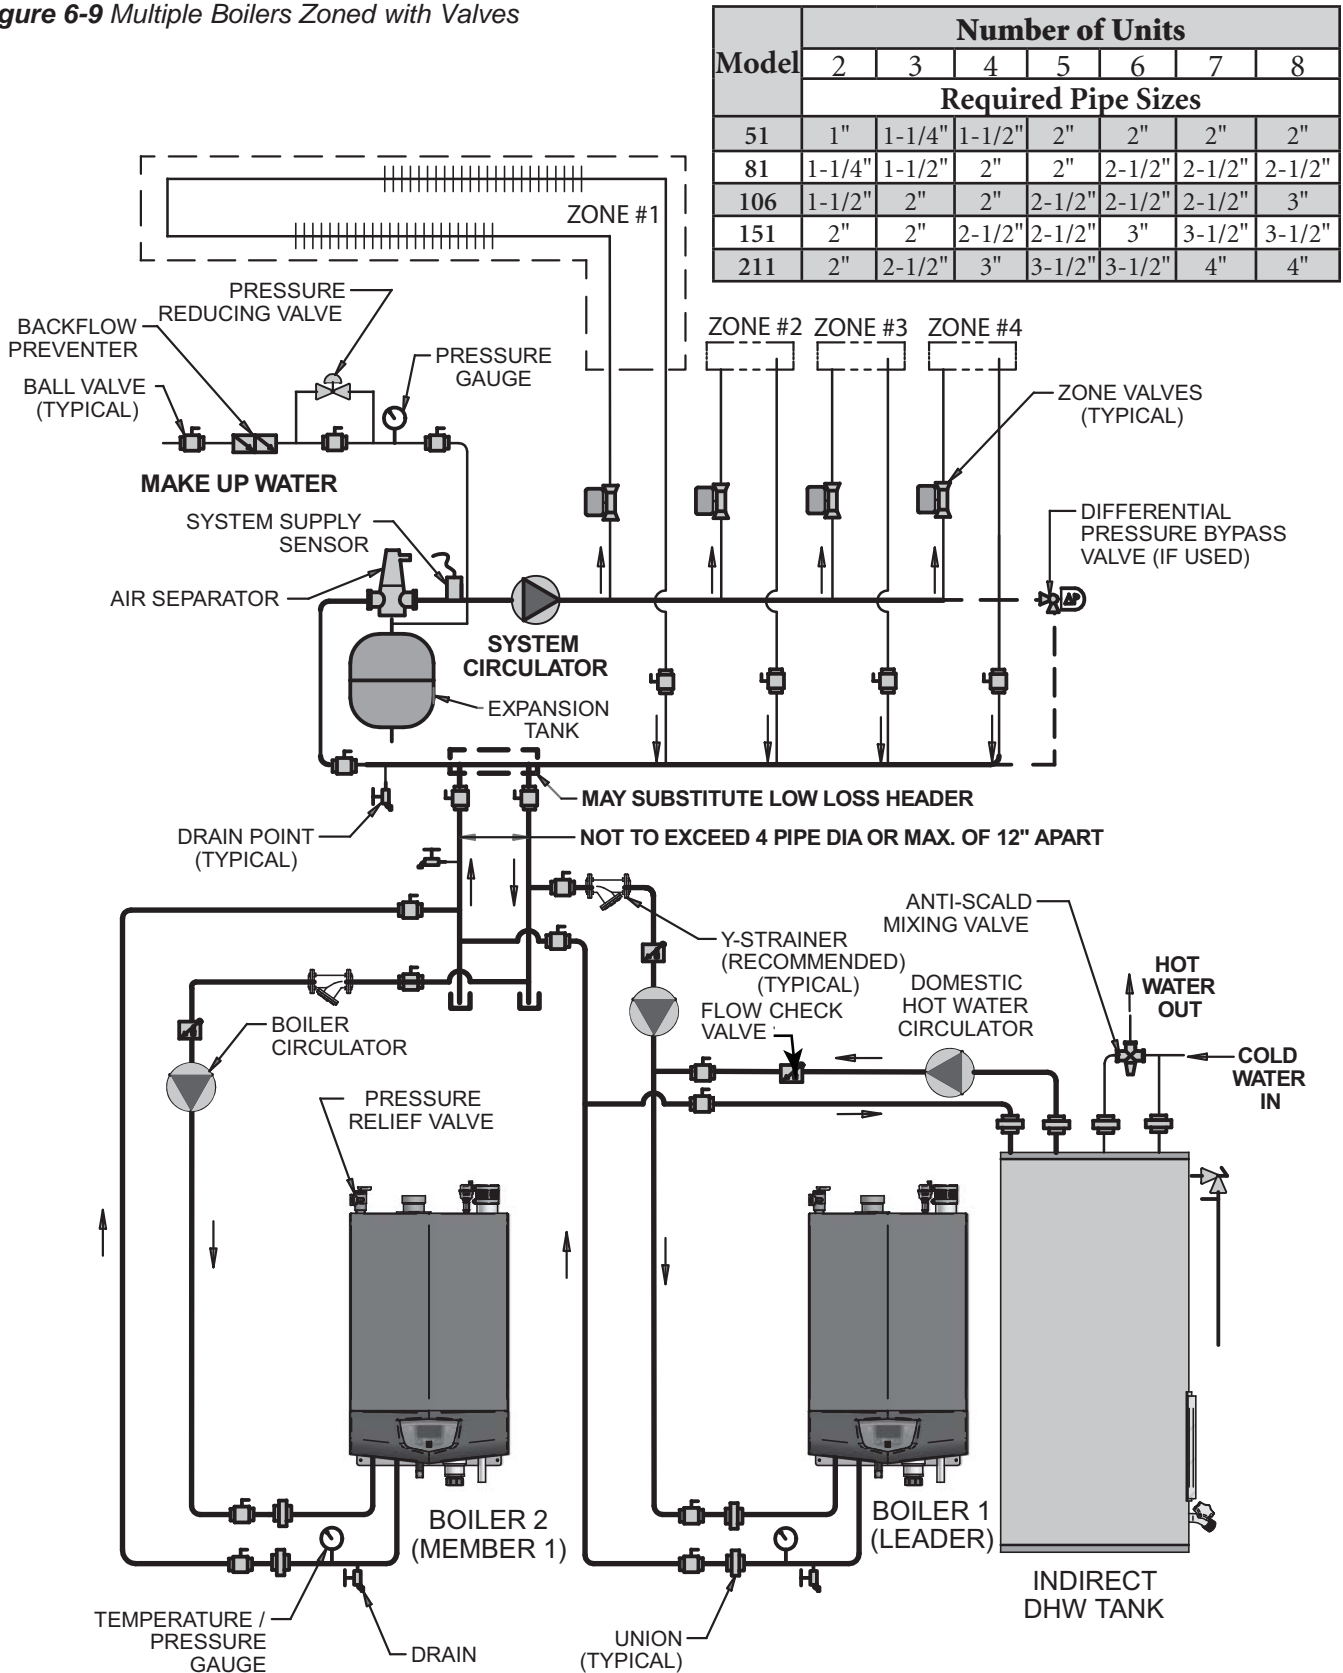 gure 6-9 Multiple Boilers Zoned with Valves
Model
Number of Units
2 3 4 5 6 7 8
Required Pipe Sizes
51 1" 1-1/4" 1-1/2" 2" 2" 2" 2"
81 1-1/4" 1-1/2" 2" 2" 2-1/2" 2-1/2" 2-1/2"
106 1-1/2" 2" 2" 2-1/2" 2-1/2" 2-1/2" 3"
151 2" 2" 2-1/2" 2-1/2" 3" 3-1/2" 3-1/2"
211 2" 2-1/2" 3" 3-1/2" 3-1/2" 4" 4"
ZONE #1
PRESSURE
REDUCING VALVE
BACKFLOW
PREVENTER
BALL VALVE
(TYPICAL)
PRESSURE
GAUGE
ZONE #2
ZONE #3
ZONE #4
ZONE VALVES
(TYPICAL)
MAKE UP WATER
SYSTEM SUPPLY
SENSOR
AIR SEPARATOR
DIFFERENTIAL
PRESSURE BYPASS
VALVE (IF USED)
ΔP
SYSTEM
CIRCULATOR
EXPANSION
TANK
MAY SUBSTITUTE LOW LOSS HEADER
NOT TO EXCEED 4 PIPE DIA OR MAX. OF 12" APART
DRAIN POINT
(TYPICAL)
ANTI-SCALD
MIXING VALVE
Y-STRAINER
(RECOMMENDED)
(TYPICAL)
FLOW CHECK
VALVE
DOMESTIC
HOT WATER
CIRCULATOR
HOT
WATER
OUT
COLD
WATER
IN
BOILER
CIRCULATOR
PRESSURE
RELIEF VALVE
BOILER 2
(MEMBER 1)
BOILER 1
(LEADER)
INDIRECT
DHW TANK
TEMPERATURE /
PRESSURE
GAUGE
DRAIN
UNION
(TYPICAL)